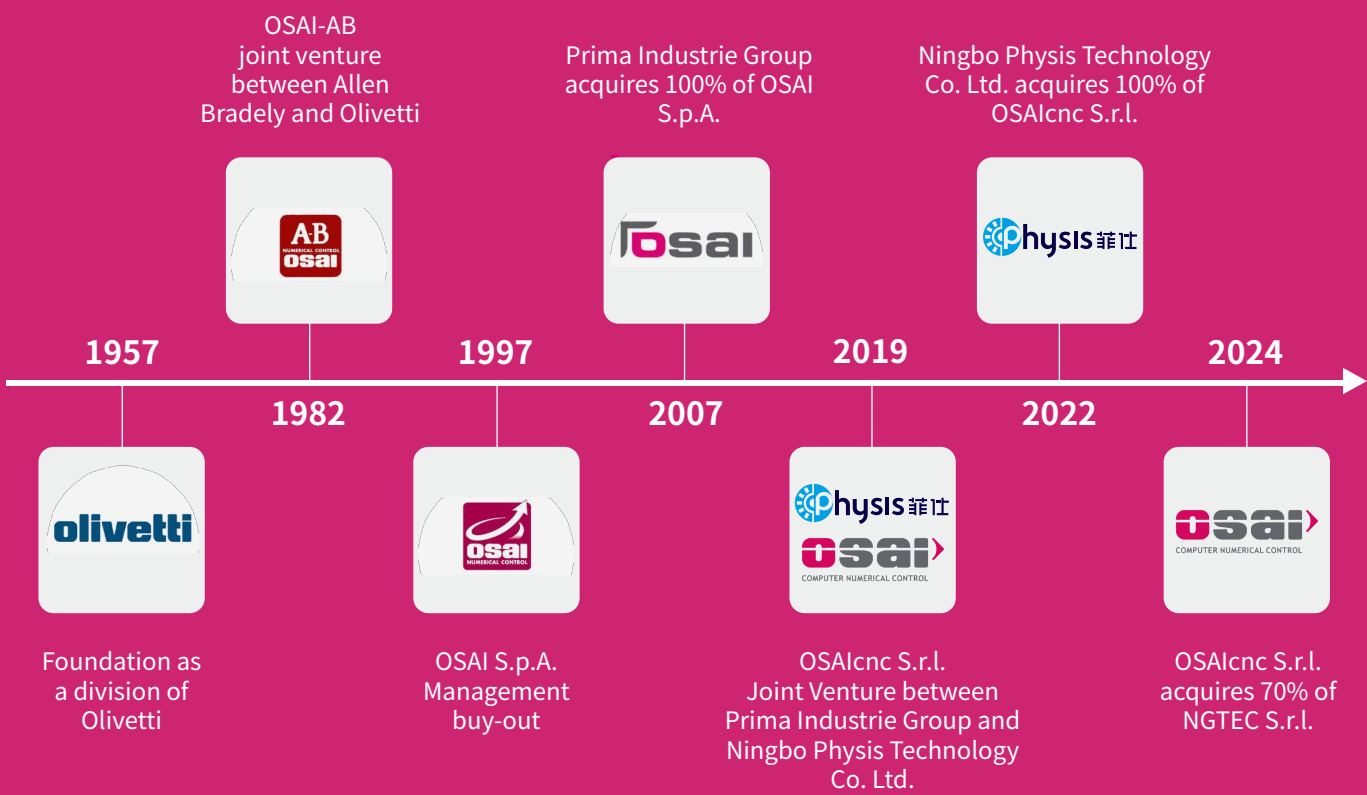 OSAI-AB
joint venture
between Allen
Bradely and Olivetti
Prima Industrie Group
acquires 100% of OSAI
S.p.A.
Ningbo Physis Technology
Co. Ltd. acquires 100% of
OSAIcnc S.r.l.
A·B
NUMERICAL CONTROL
osai
osai
Physis 菲仕
1957
1997
2019
2024
1982
2007
2022
olivetti
osai
NUMERICAL CONTROL
Physis 菲仕
osai
COMPUTER NUMERICAL CONTROL
osai
COMPUTER NUMERICAL CONTROL
Foundation as
a division of
Olivetti
OSAI S.p.A.
Management
buy-out
OSAIcnc S.r.l.
Joint Venture between
Prima Industrie Group and
Ningbo Physis Technology
Co. Ltd.
OSAIcnc S.r.l.
acquires 70% of
NGTEC S.r.l.